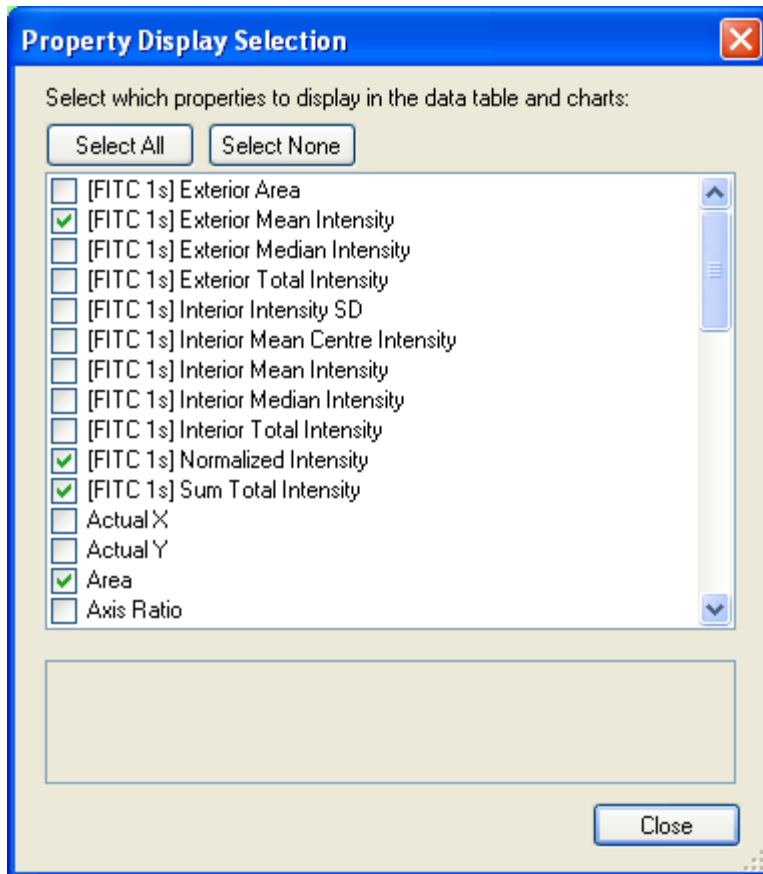 Property Display Selection
Select which properties to display in the data table and charts:
Select All Select None
[FITC 1s] Exterior Area
[FITC 1s] Exterior Mean Intensity
[FITC 1s] Exterior Median Intensity
[FITC 1s] Exterior Total Intensity
[FITC 1s] Interior Intensity SD
[FITC 1s] Interior Mean Centre Intensity
[FITC 1s] Interior Mean Intensity
[FITC 1s] Interior Median Intensity
[FITC 1s] Interior Total Intensity
[FITC 1s] Normalized Intensity
[FITC 1s] Sum Total Intensity
Actual X
Actual Y
Area
Axis Ratio
Close